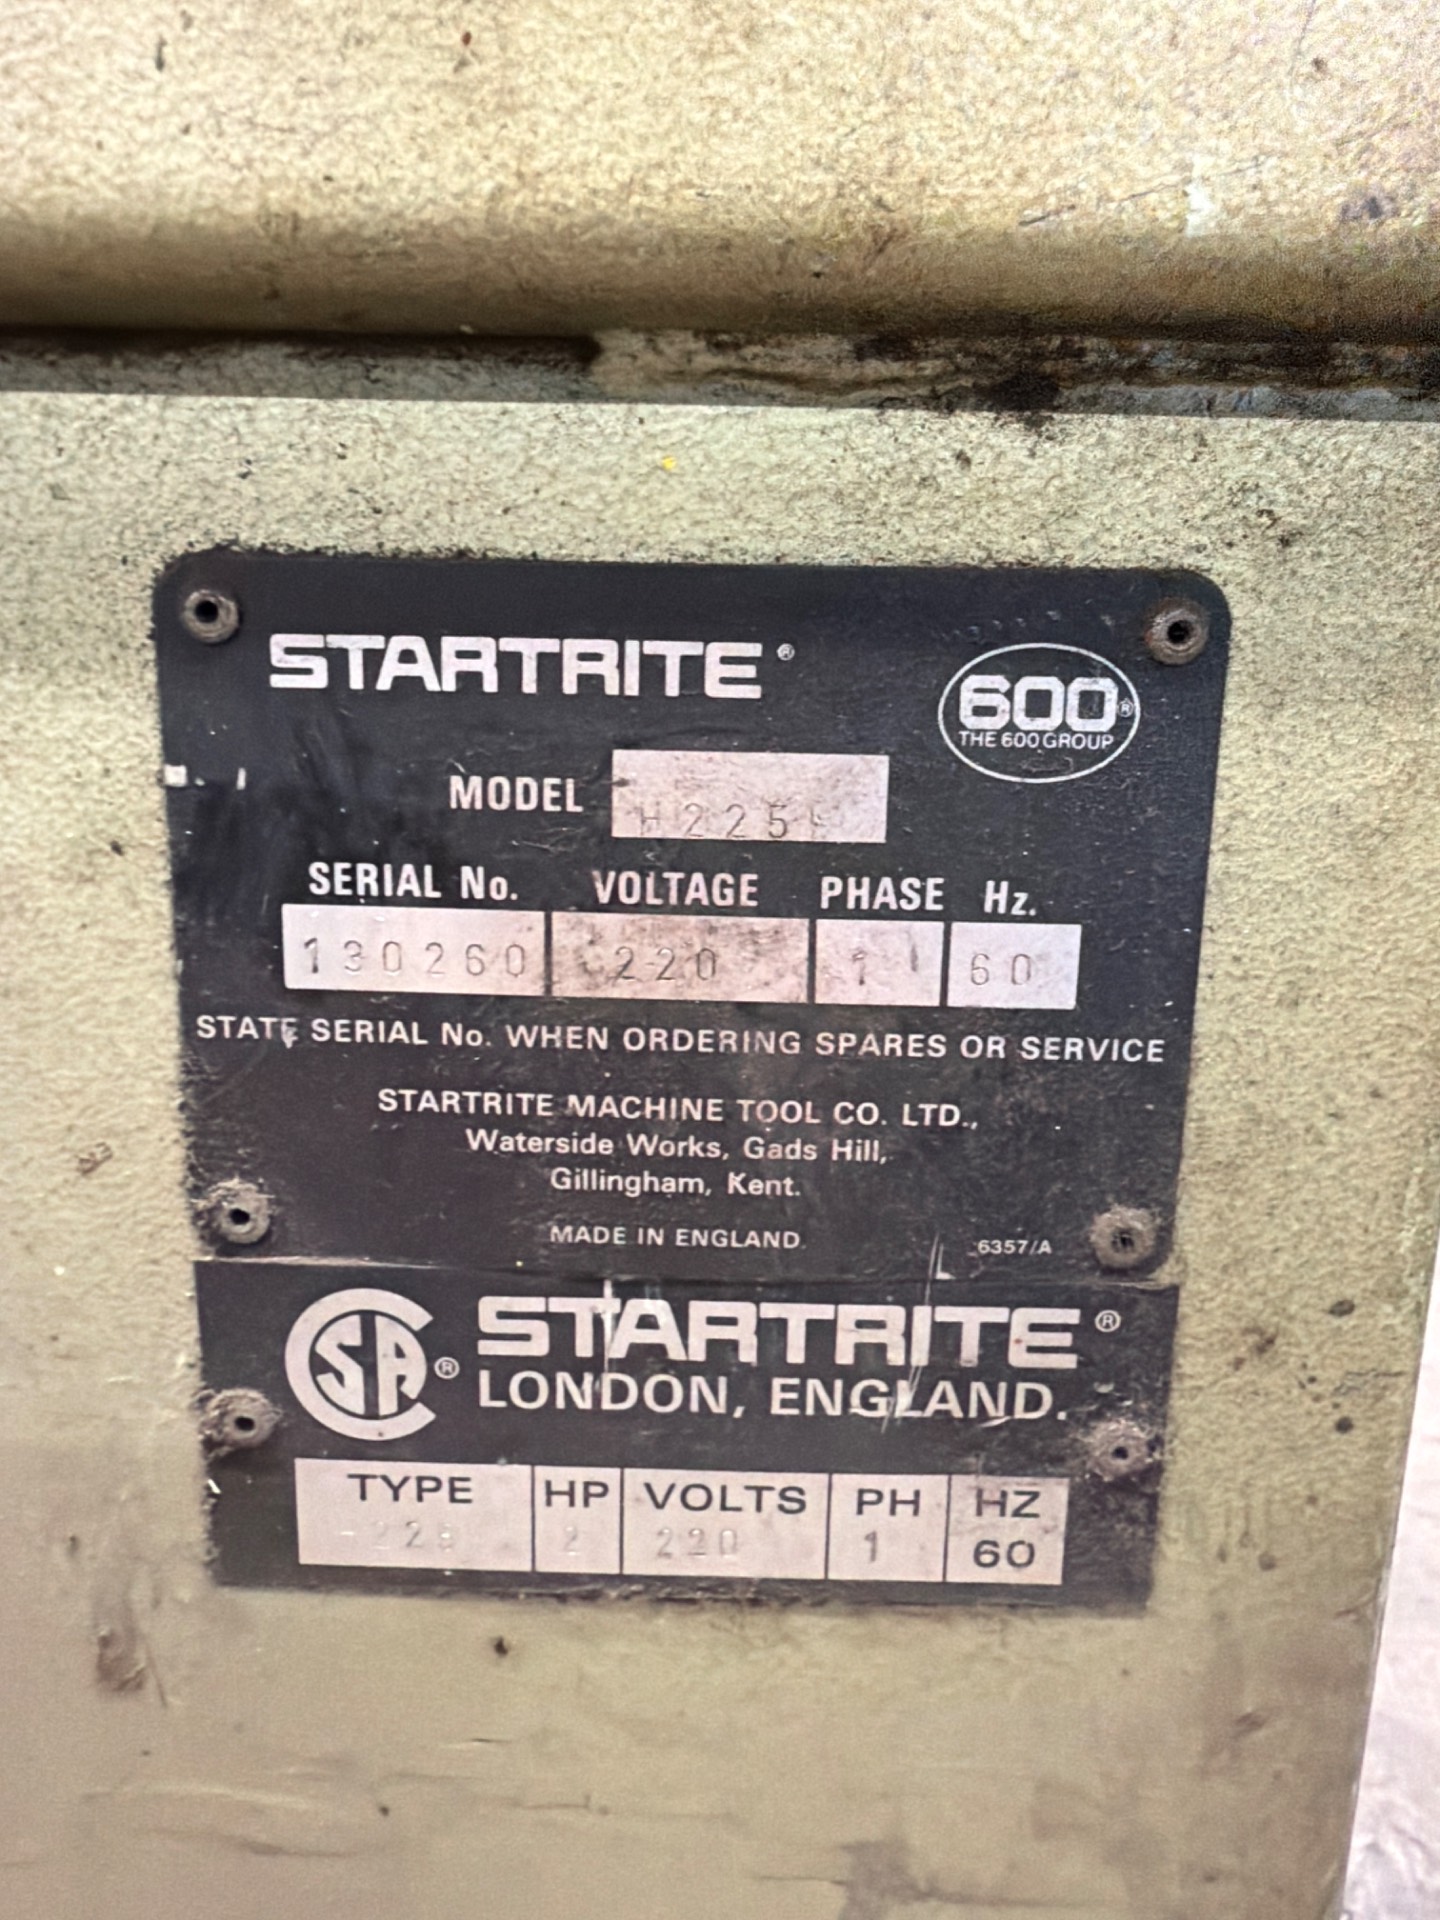 STARTRITE®
600®
THE 600 GROUP
MODEL H225
SERIAL No. VOLTAGE PHASE Hz.
130260 220 1 60
STATE SERIAL No. WHEN ORDERING SPARES OR SERVICE
STARTRITE MACHINE TOOL CO. LTD.,
Waterside Works, Gads Hill,
Gillingham, Kent.
MADE IN ENGLAND.
6357/A
CSA® STARTRITE®
LONDON, ENGLAND.
TYPE HP VOLTS PH HZ
2 220 1 60